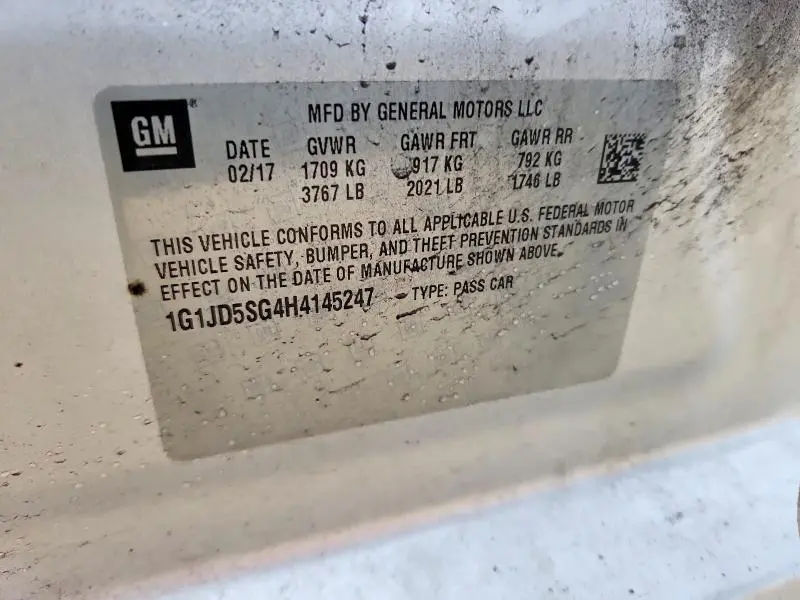 GM
MFD BY GENERAL MOTORS LLC
DATE GVWR GAWR FRT GAWR RR
02/17 1709 KG 917 KG 792 KG
3767 LB 2021 LB 1746 LB
THIS VEHICLE CONFORMS TO ALL APPLICABLE U.S. FEDERAL MOTOR
VEHICLE SAFETY, BUMPER, AND THEFT PREVENTION STANDARDS IN
EFFECT ON THE DATE OF MANUFACTURE SHOWN ABOVE.
1G1JD5SG4H4145247 TYPE: PASS CAR